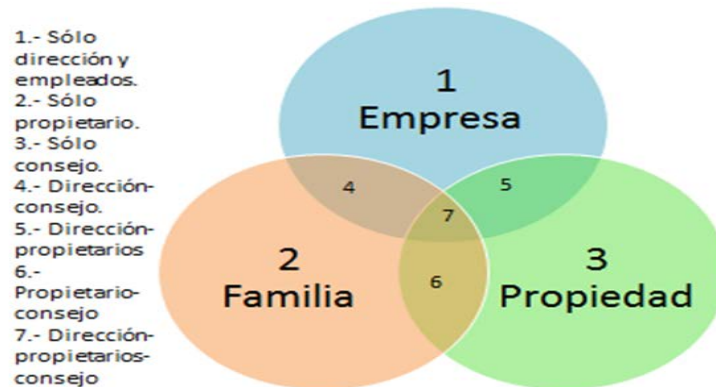 1.- Sólo
dirección y
empleados.
2.- Sólo
propietario.
3.- Sólo
consejo.
4.- Dirección-
consejo.
5.- Dirección-
propietarios
6.-
Propietario-
consejo
7.- Dirección-
propietarios-
consejo
1
Empresa
4
5
7
2
Familia
6
3
Propiedad